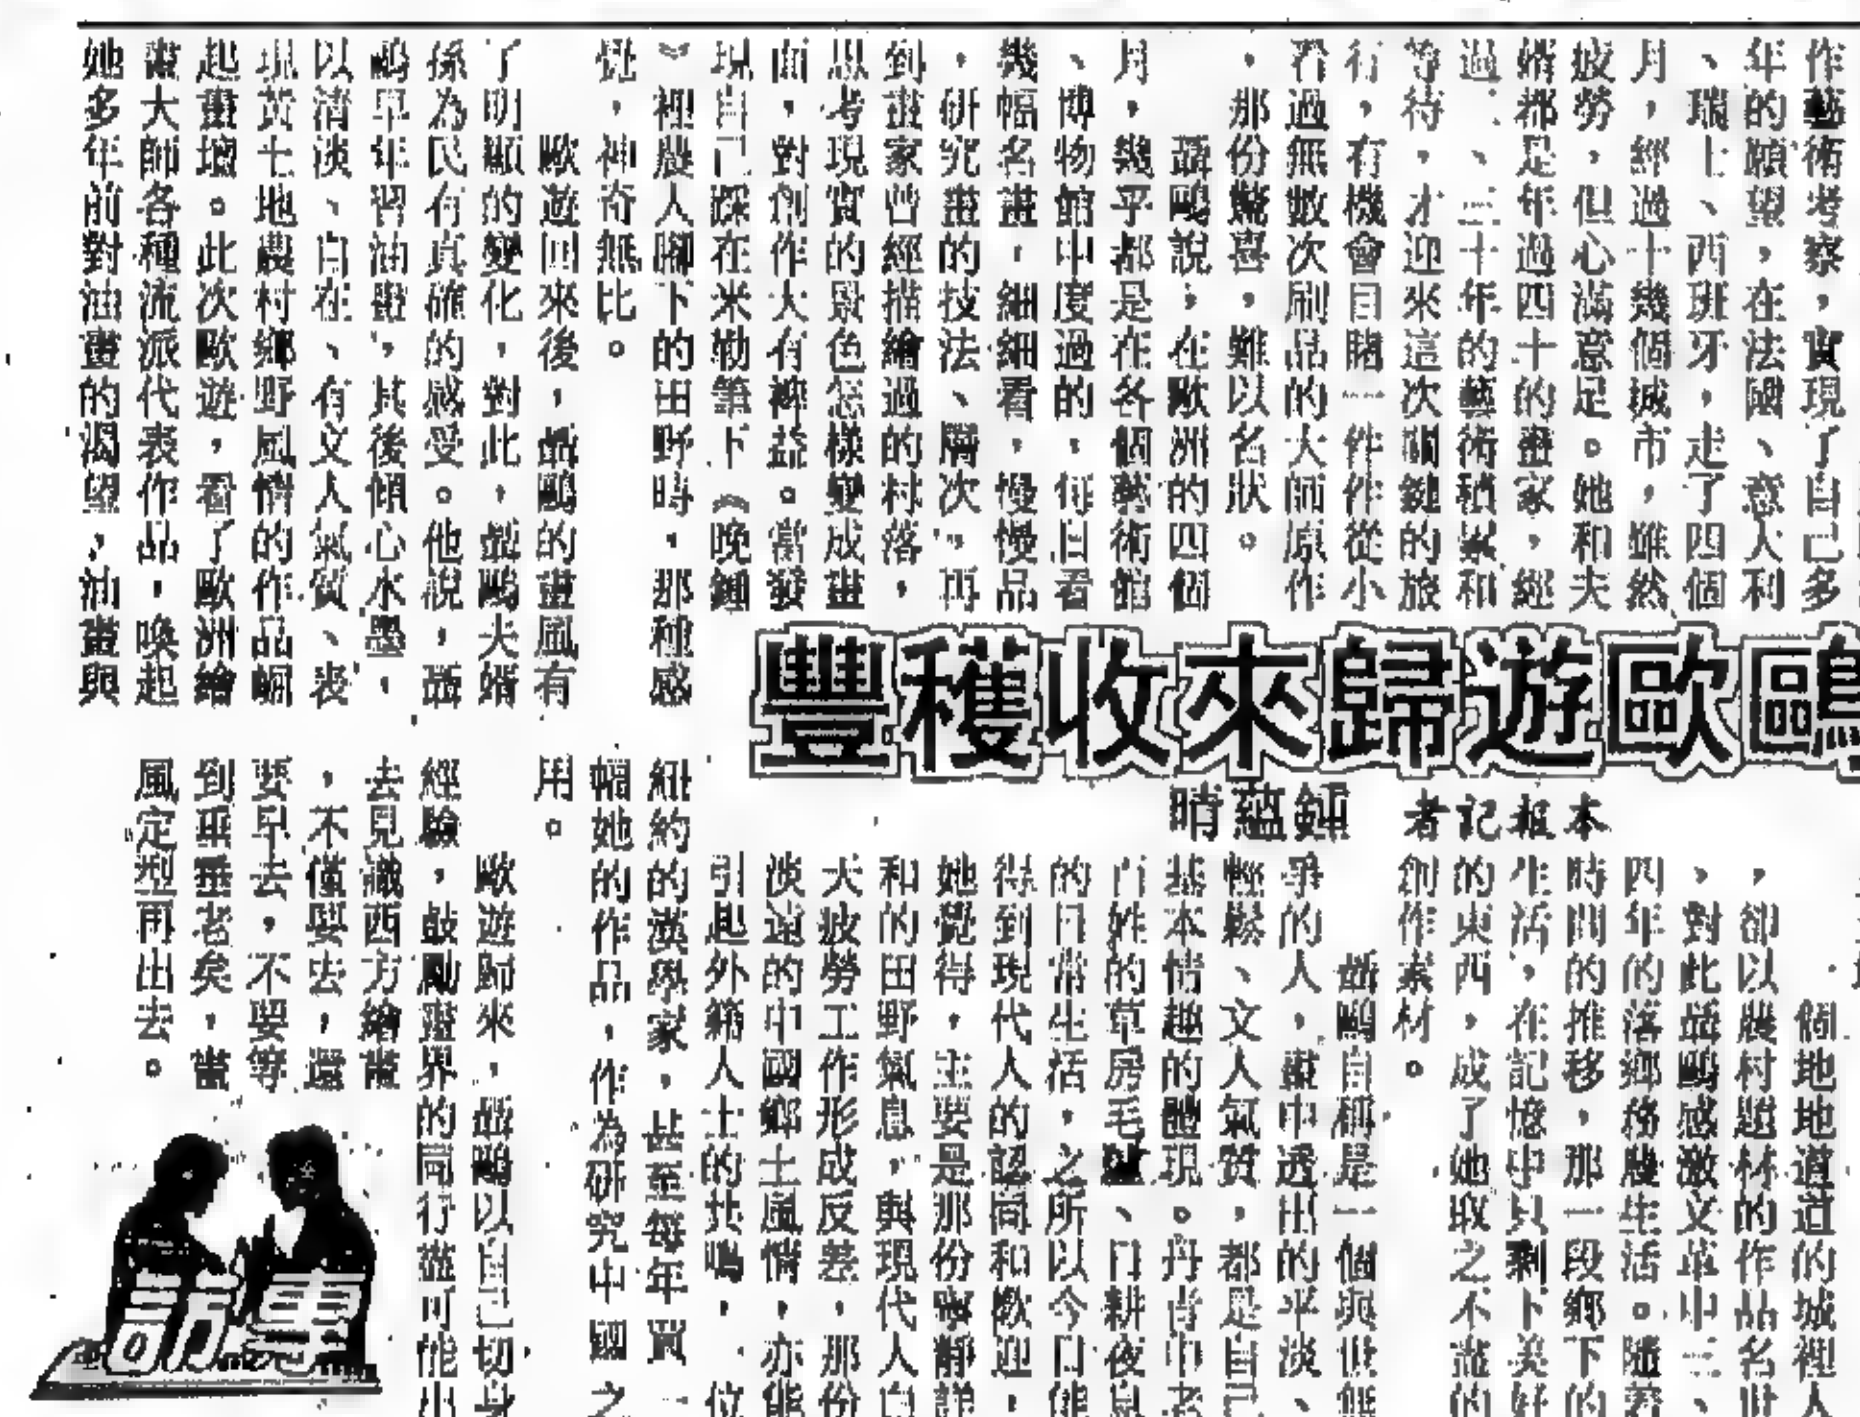 作藝術考察,實現了自己多
年的願望,在法國、意大利
、瑞士、西班牙,走了四個
月,經過十幾個城市,雖然
疲勞,但心滿意足。她和夫
婿都是年過四十的畫家,經
過二、三十年的藝術積累和
等待,才迎來這次關鍵的旅
行,有機會目睹一件件從小
看過無數次刷品的大師原作
,那份驚喜,難以名狀。
聶鷗說,在歐洲的四個
月,幾乎都是在各個藝術館
、博物館中度過的,每日看
幾幅名畫,細細看,慢慢品
,研究畫的技法、層次,再
到畫家曾經描繪過的村落,
思考現實的景色怎樣變成畫
面,對創作大有裨益。當發
現自己踩在米勒筆下《晚鐘
》裡農人腳下的田野時,那種感
覺,神奇無比。
歐遊回來後,聶鷗的畫風有
了明顯的變化,對此,聶鷗夫婿
孫為民有真確的感受。他說,聶
鷗早年習油畫,其後傾心水墨,
以清淡、自在、有文人氣質、表
現黃土地農村鄉野風情的作品崛
起畫壇。此次歐遊,看了歐洲繪
畫大師各種流派代表作品,喚起
她多年前對油畫的渴望,油畫與
鷗歐遊歸來收穫豐
本報記者 鍾蘊晴
個地地道道的城裡人
,卻以農村題材的作品名世
,對此聶鷗感激文革中三、
四年的落鄉務農生活。隨著
時間的推移,那一段鄉下的
生活,在記憶中只剩下美好
的東西,成了她取之不盡的
創作素材。
聶鷗自稱是一個與世無
爭的人,畫中透出的平淡、
輕鬆、文人氣質,都是自己
基本情趣的體現。丹青中老
百姓的草房毛驢、日耕夜息
的日常生活,之所以今日能
得到現代人的認同和歡迎,
她覺得,主要是那份寧靜詳
和的田野氣息,與現代人白
天疲勞工作形成反差,那份
淡遠的中國鄉土風情,亦能
引起外籍人士的共鳴,位
紐約的漢學家,甚至每年買一
幅她的作品,作為研究中國之
用。
歐遊歸來,聶鷗以自己切身
經驗,鼓勵畫界的同行盡可能出
去見識西方繪畫
,不僅要去,還
要早去,不要等
到垂垂老矣,畫
風定型再出去。
專訪